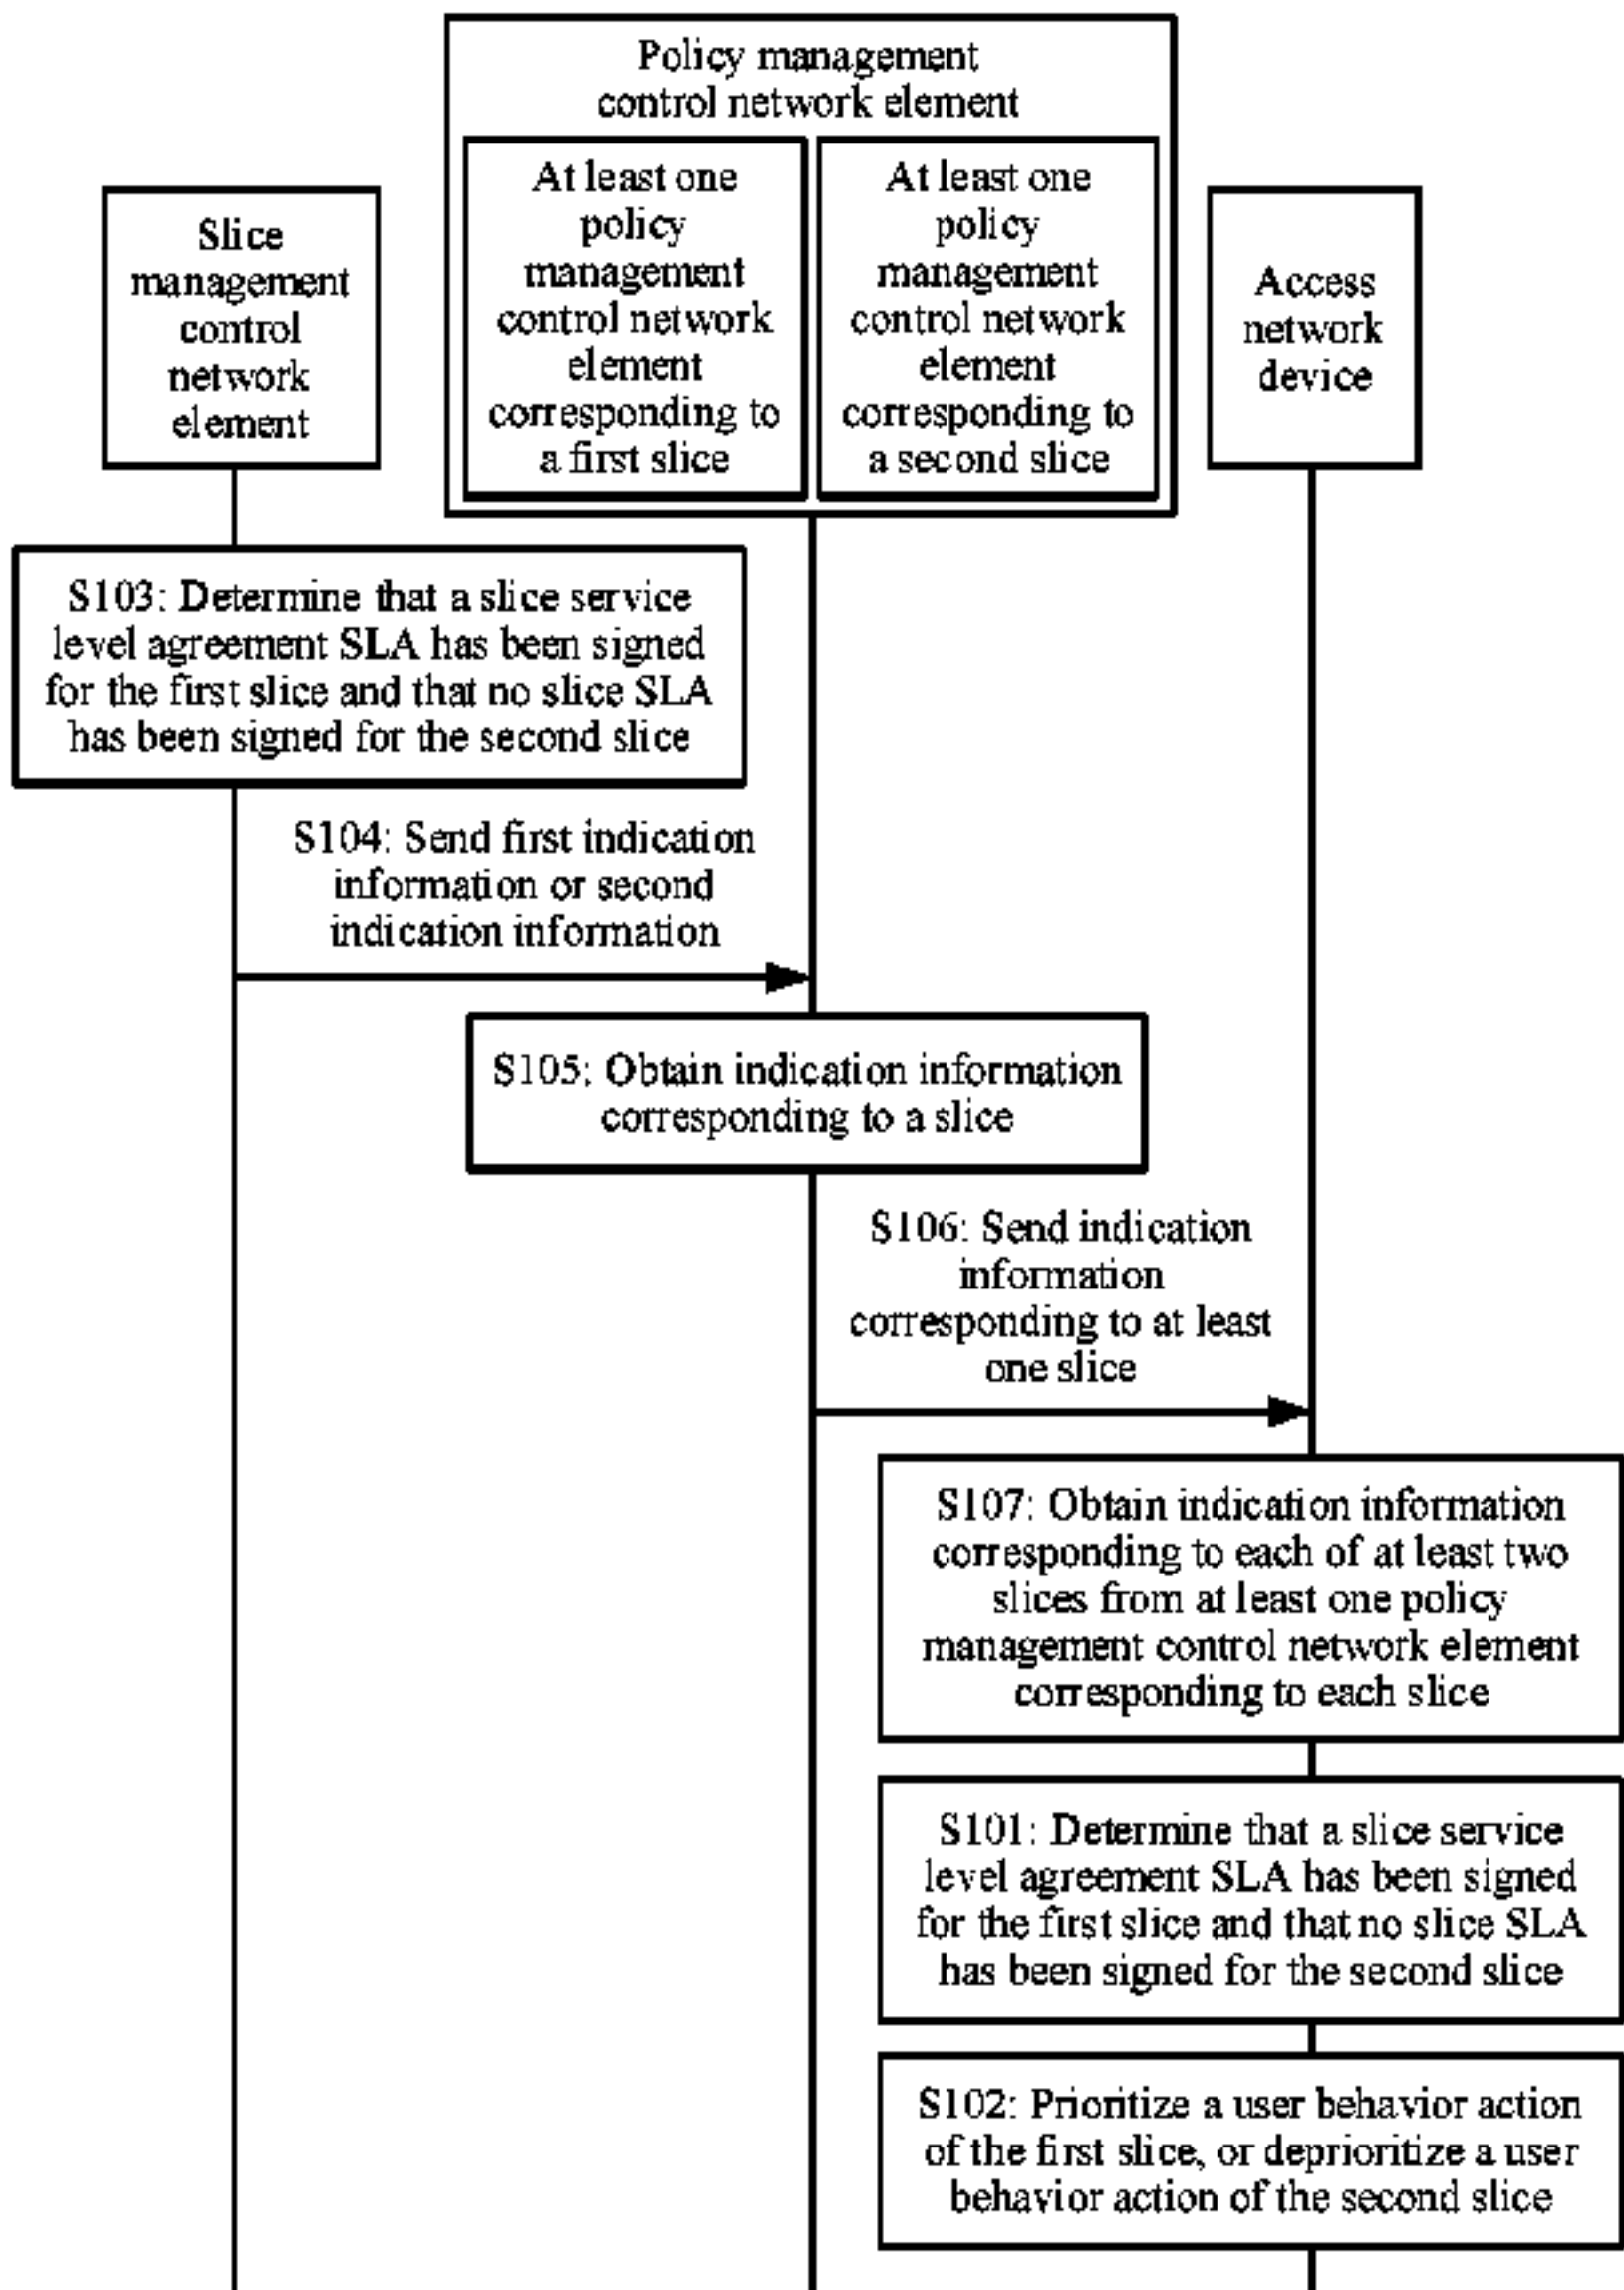 Policy management
control network element
At least one
policy
management
control network
element
corresponding to
a first slice
At least one
policy
management
control network
element
corresponding to
a second slice
Slice
management
control
network
element
Access
network
device
S103: Determine that a slice service
level agreement SLA has been signed
for the first slice and that no slice SLA
has been signed for the second slice
S104: Send first indication
information or second
indication information
S105: Obtain indication information
corresponding to a slice
S106: Send indication
information
corresponding to at least
one slice
S107: Obtain indication information
corresponding to each of at least two
slices from at least one policy
management control network element
corresponding to each slice
S101: Determine that a slice service
level agreement SLA has been signed
for the first slice and that no slice SLA
has been signed for the second slice
S102: Prioritize a user behavior action
of the first slice, or deprioritize a user
behavior action of the second slice